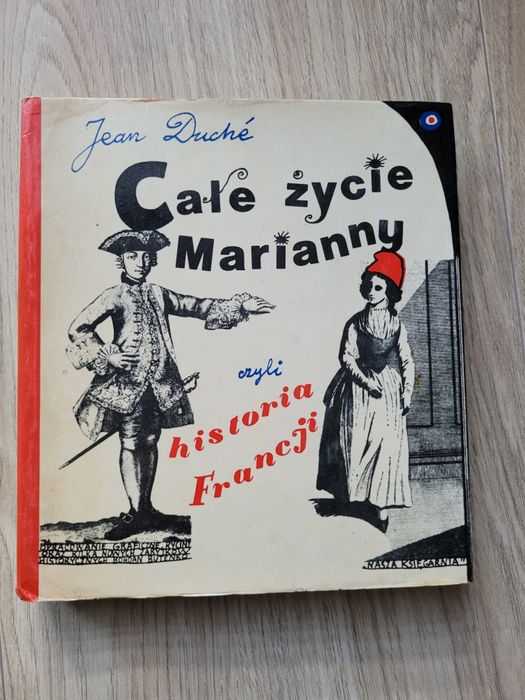 Jean Duché
Całe życie
Marianny
czyli
historia
Francji
OPRACOWANIE GRAFICZNE, RYCINY
ORAZ KILKA NOWYCH ZABYTKÓW
HISTORYCZNYCH BOHDAN BUTENKO
"NASZA KSIĘGARNIA"